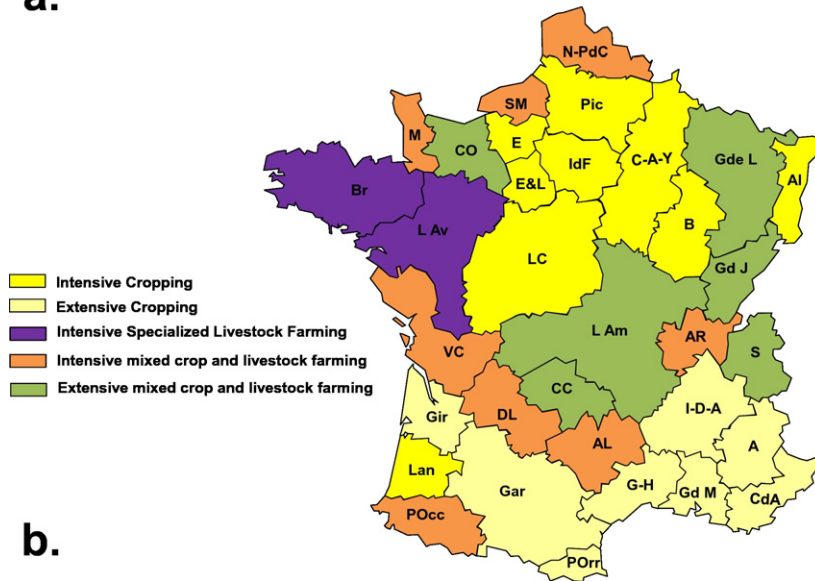 a.
N-PdC
SM
Pic
M
CO
E
IdF
C-A-Y
Gde L
Al
Br
E&L
L Av
B
LC
Gd J
Intensive Cropping
Extensive Cropping
Intensive Specialized Livestock Farming
Intensive mixed crop and livestock farming
Extensive mixed crop and livestock farming
L Am
AR
S
VC
CC
I-D-A
DL
Gir
AL
A
Lan
Gar
G-H
Gd M
CdA
POcc
POrr
b.